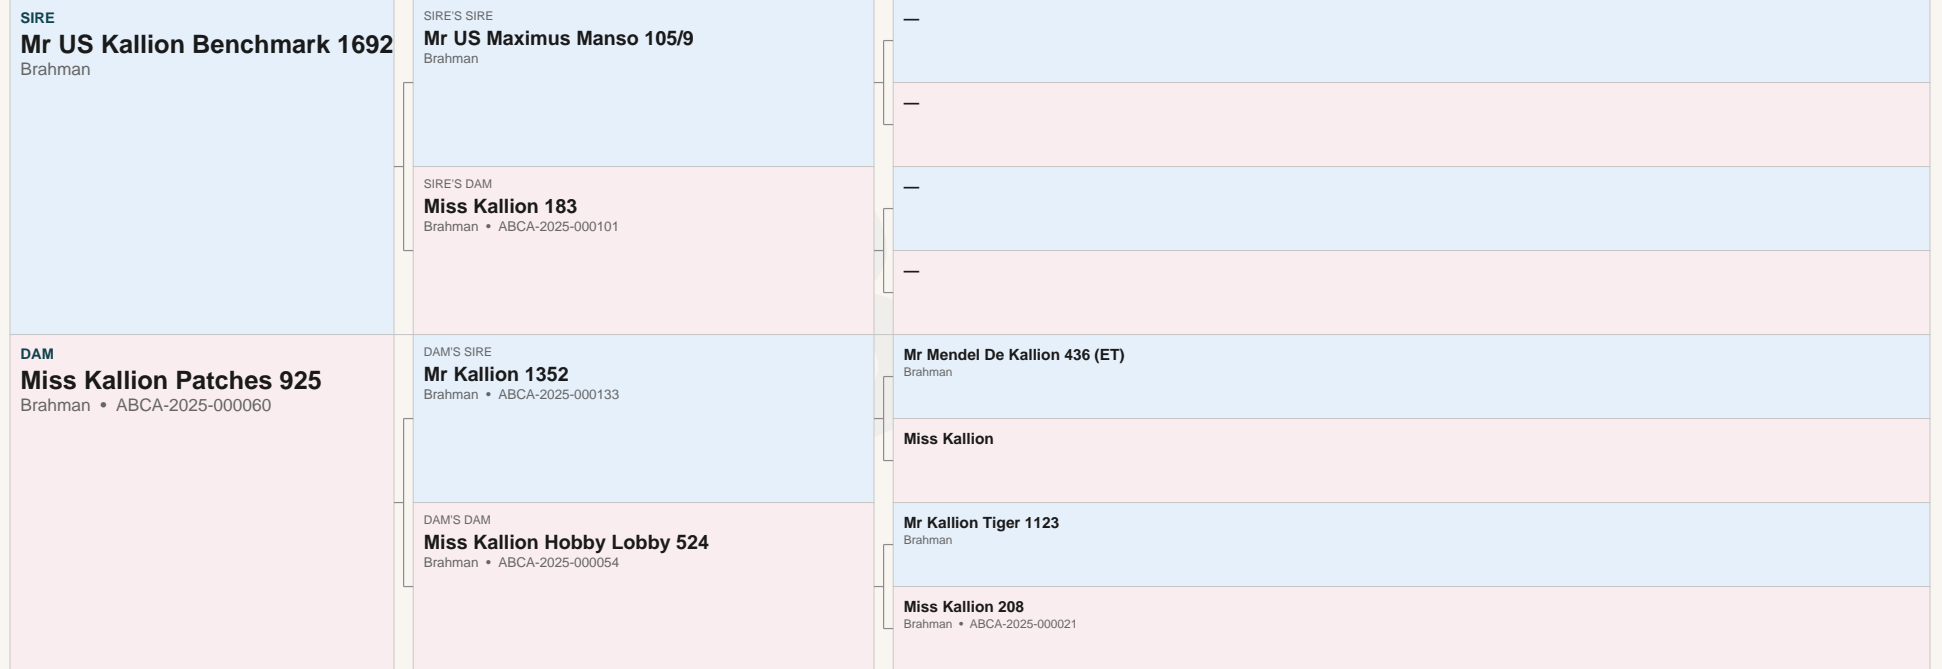 SIRE
Mr US Kallion Benchmark 1692
Brahman
SIRE'S SIRE
Mr US Maximus Manso 105/9
Brahman
SIRE'S DAM
Miss Kallion 183
Brahman • ABCA-2025-000101
—
—
—
—
DAM
Miss Kallion Patches 925
Brahman • ABCA-2025-000060
DAM'S SIRE
Mr Kallion 1352
Brahman • ABCA-2025-000133
DAM'S DAM
Miss Kallion Hobby Lobby 524
Brahman • ABCA-2025-000054
Mr Mendel De Kallion 436 (ET)
Brahman
Miss Kallion
Mr Kallion Tiger 1123
Brahman
Miss Kallion 208
Brahman • ABCA-2025-000021